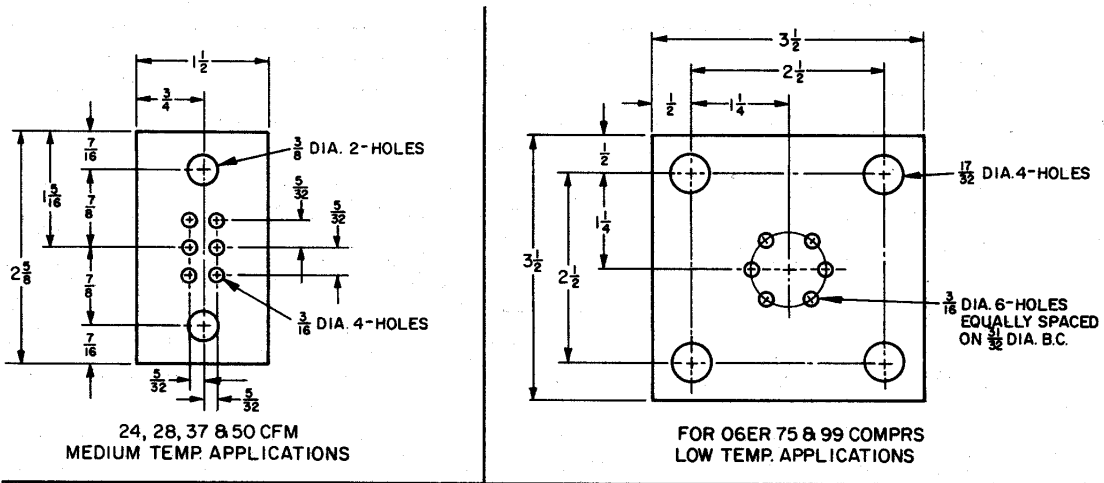 1 1/2
3/4
7/16
3/8 DIA. 2-HOLES
1 5/16
7/8
5/32
5/32
2 5/8
7/8
3/16 DIA. 4-HOLES
7/16
5/32
5/32
24, 28, 37 & 50 CFM
MEDIUM TEMP. APPLICATIONS
3 1/2
2 1/2
1/2
1 1/4
1/2
17/32 DIA. 4-HOLES
1 1/4
3 1/2
2 1/2
3/16 DIA. 6-HOLES
EQUALLY SPACED
ON 31/32 DIA. B.C.
FOR 06ER 75 & 99 COMPRS
LOW TEMP. APPLICATIONS